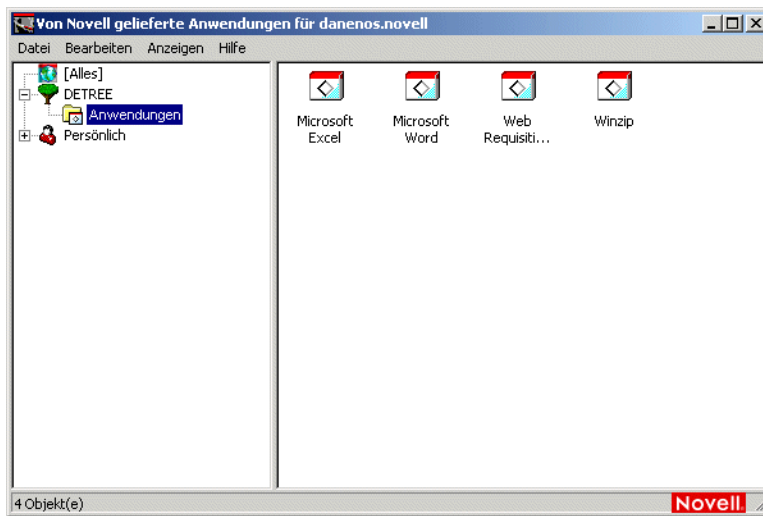 Von Novell gelieferte Anwendungen für danenos.novell
Datei Bearbeiten Anzeigen Hilfe
[Alles]
DETREE
Anwendungen
Persönlich
Microsoft Excel
Microsoft Word
Web Requisiti...
Winzip
4 Objekt(e)
Novell.